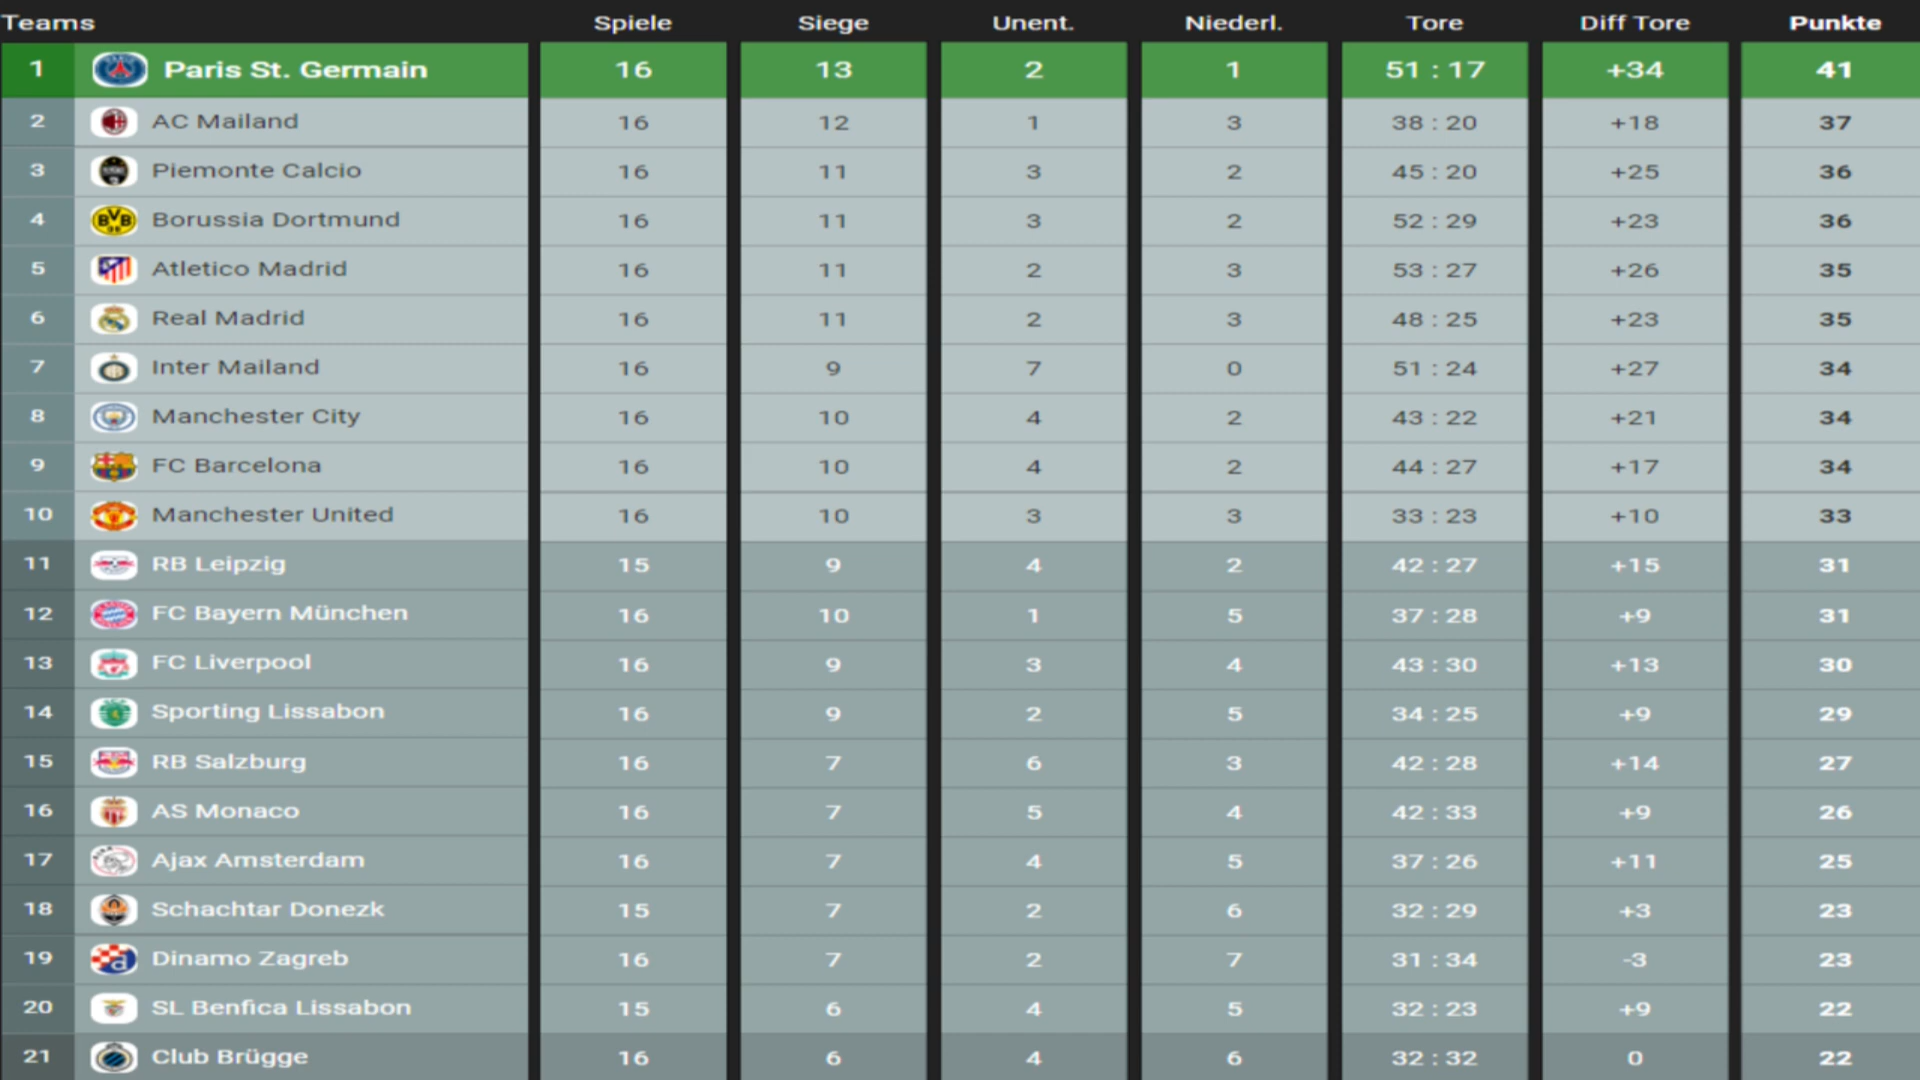 Teams Spiele Siege Unent. Niederl. Tore Diff Tore Punkte
1 Paris St. Germain 16 13 2 1 51 : 17 +34 41
2 AC Mailand 16 12 1 3 38 : 20 +18 37
3 Piemonte Calcio 16 11 3 2 45 : 20 +25 36
4 BVB 09 Borussia Dortmund 16 11 3 2 52 : 29 +23 36
5 Atletico Madrid 16 11 2 3 53 : 27 +26 35
6 Real Madrid 16 11 2 3 48 : 25 +23 35
7 Inter Mailand 16 9 7 0 51 : 24 +27 34
8 Manchester City 16 10 4 2 43 : 22 +21 34
9 FC Barcelona 16 10 4 2 44 : 27 +17 34
10 Manchester United 16 10 3 3 33 : 23 +10 33
11 RB Leipzig 15 9 4 2 42 : 27 +15 31
12 FC Bayern München 16 10 1 5 37 : 28 +9 31
13 FC Liverpool 16 9 3 4 43 : 30 +13 30
14 Sporting Lissabon 16 9 2 5 34 : 25 +9 29
15 RB Salzburg 16 7 6 3 42 : 28 +14 27
16 AS Monaco 16 7 5 4 42 : 33 +9 26
17 Ajax Amsterdam 16 7 4 5 37 : 26 +11 25
18 Schachtar Donezk 15 7 2 6 32 : 29 +3 23
19 Dinamo Zagreb 16 7 2 7 31 : 34 -3 23
20 SL Benfica Lissabon 15 6 4 5 32 : 23 +9 22
21 Club Brügge 16 6 4 6 32 : 32 0 22